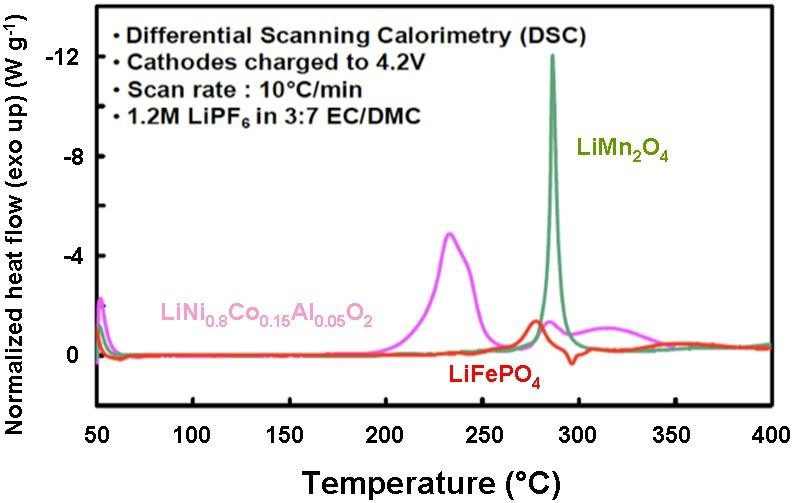 • Differential Scanning Calorimetry (DSC)
• Cathodes charged to 4.2V
• Scan rate : 10°C/min
• 1.2M LiPF₆ in 3:7 EC/DMC
Normalized heat flow (exo up) (W g⁻¹)
-12
-8
-4
0
LiMn₂O₄
LiNi₀.₈Co₀.₁₅Al₀.₀₅O₂
LiFePO₄
50 100 150 200 250 300 350 400
Temperature (°C)